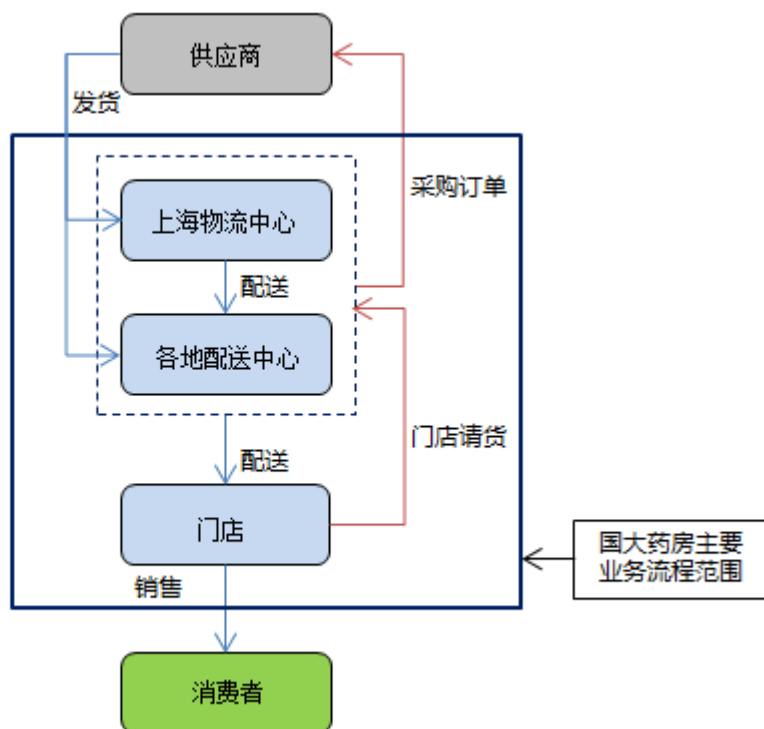 供应商
发货
采购订单
上海物流中心
配送
各地配送中心
门店请货
配送
门店
国大药房主要
业务流程范围
销售
消费者